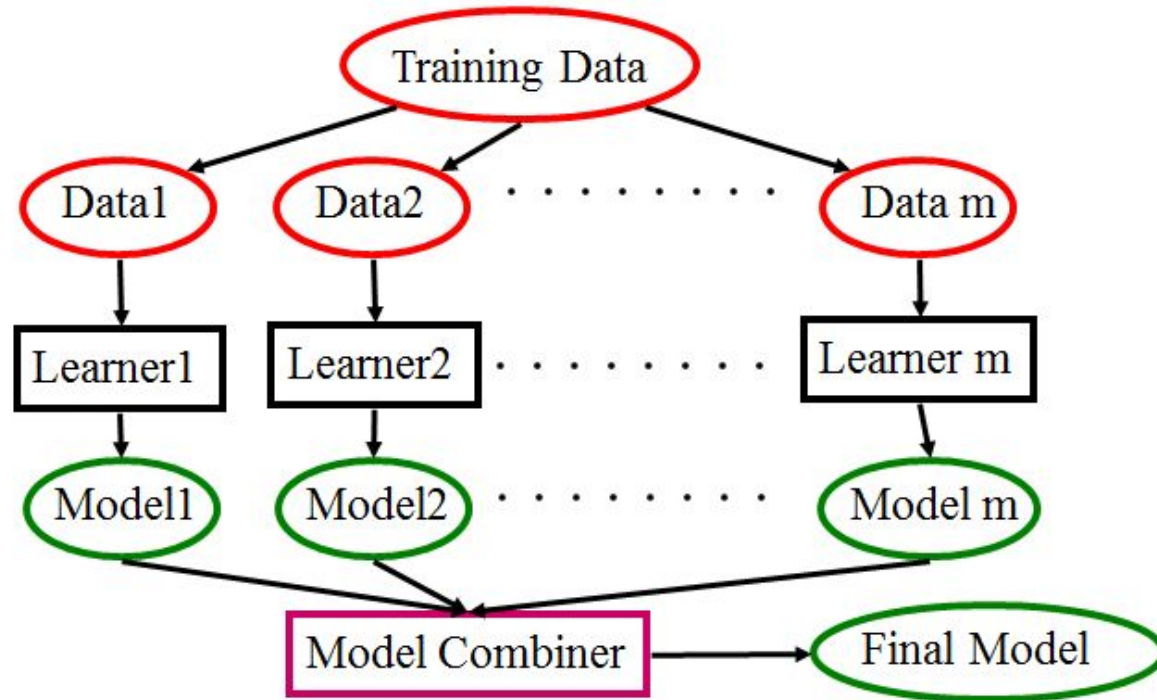 Training Data
Data1
Data2
Data m
Learner1
Learner2
Learner m
Model1
Model2
Model m
Model Combiner
Final Model